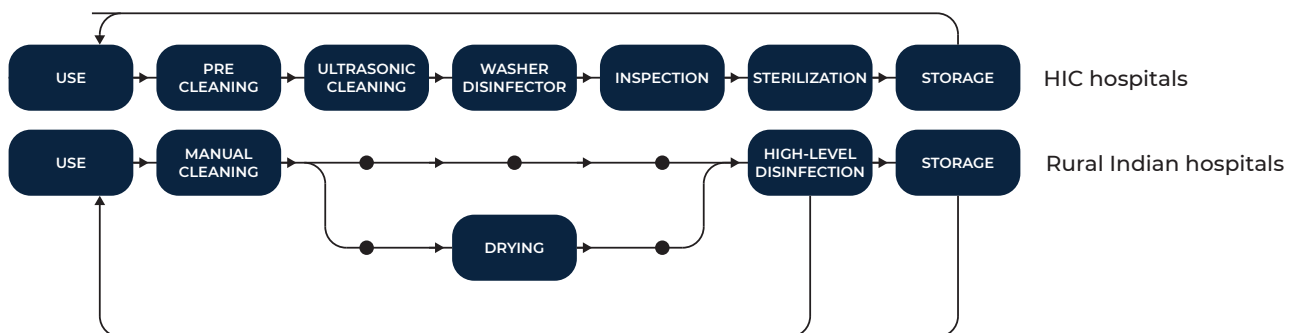 USE
PRE
CLEANING
ULTRASONIC
CLEANING
WASHER
DISINFECTOR
INSPECTION
STERILIZATION
STORAGE
HIC hospitals
USE
MANUAL
CLEANING
HIGH-LEVEL
DISINFECTION
STORAGE
Rural Indian hospitals
DRYING